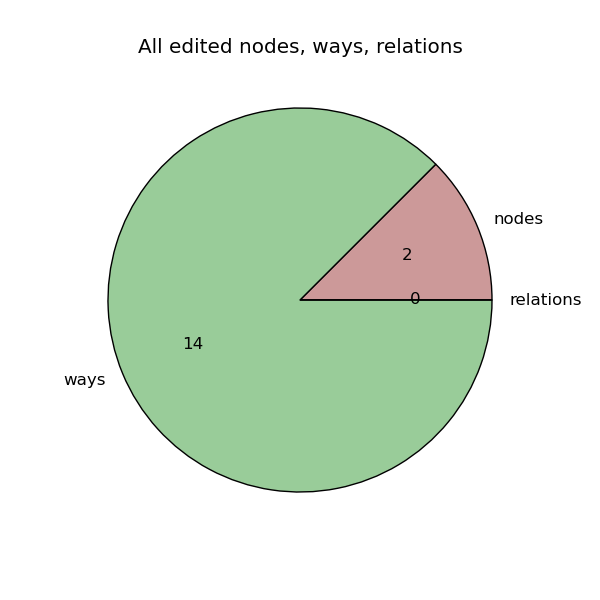 All edited nodes, ways, relations
nodes
2
0
relations
14
ways